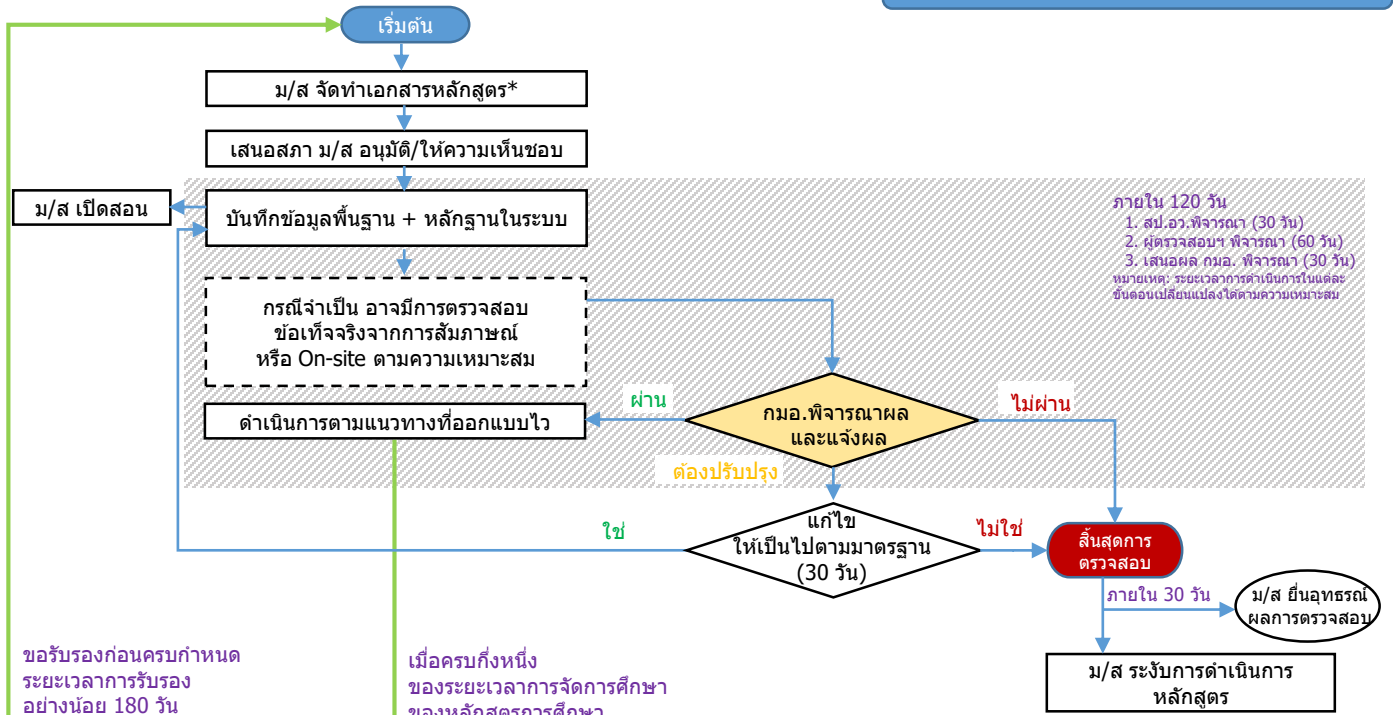 เริ่มต้น
ม/ส จัดทำเอกสารหลักสูตร*
เสนอสภา ม/ส อนุมัติ/ให้ความเห็นชอบ
ม/ส เปิดสอน
บันทึกข้อมูลพื้นฐาน + หลักฐานในระบบ
ภายใน 120 วัน
1. สป.อว.พิจารณา (30 วัน)
2. ผู้ตรวจสอบฯ พิจารณา (60 วัน)
3. เสนอผล กมอ. พิจารณา (30 วัน)
หมายเหตุ: ระยะเวลาการดำเนินการในแต่ละ
ขั้นตอนเปลี่ยนแปลงได้ตามความเหมาะสม
กรณีจำเป็น อาจมีการตรวจสอบ
ข้อเท็จจริงจากการสัมภาษณ์
หรือ On-site ตามความเหมาะสม
ผ่าน
ไม่ผ่าน
กมอ.พิจารณาผล
และแจ้งผล
ดำเนินการตามแนวทางที่ออกแบบไว้
ต้องปรับปรุง
ใช่
แก้ไข
ให้เป็นไปตามมาตรฐาน
(30 วัน)
ไม่ใช่
สิ้นสุดการ
ตรวจสอบ
ภายใน 30 วัน
ม/ส ยื่นอุทธรณ์
ผลการตรวจสอบ
ม/ส ระงับการดำเนินการ
หลักสูตร
ขอรับรองก่อนครบกำหนด
ระยะเวลาการรับรอง
อย่างน้อย 180 วัน
เมื่อครบกึ่งหนึ่ง
ของระยะเวลาการจัดการศึกษา
ของหลักสูตรการศึกษา